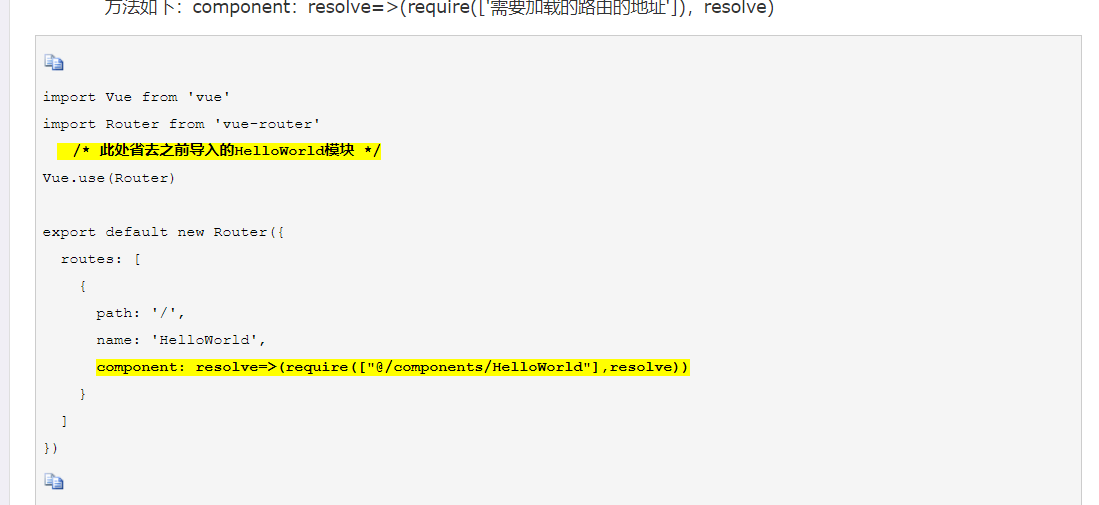 方法如下：component：resolve=>(require(['需要加载的路由的地址'])，resolve)
import Vue from 'vue'
import Router from 'vue-router'
/* 此处省去之前导入的HelloWorld模块 */
Vue.use(Router)
export default new Router({
routes: [
{
path: '/',
name: 'HelloWorld',
component: resolve=>(require(["@/components/HelloWorld"],resolve))
}
]
})